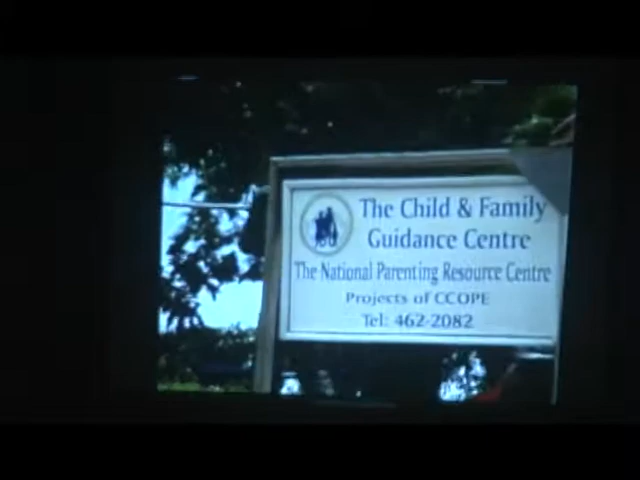 The Child & Family
Guidance Centre
The National Parenting Resource Centre
Projects of CCOPE
Tel: 462-2082